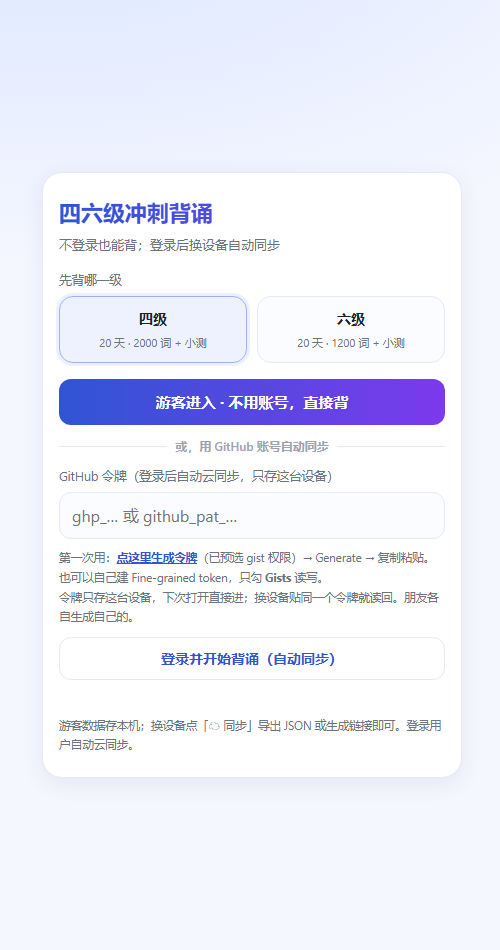 四六级冲刺背诵
不登录也能背；登录后换设备自动同步
先背哪一级
四级
20 天 · 2000 词 + 小测
六级
20 天 · 1200 词 + 小测
游客进入 · 不用账号，直接背
或，用 GitHub 账号自动同步
GitHub 令牌（登录后自动云同步，只存这台设备）
ghp_... 或 github_pat_...
第一次用：点这里生成令牌（已预选 gist 权限）→ Generate → 复制粘贴。
也可以自己建 Fine-grained token，只勾 Gists 读写。
令牌只存这台设备，下次打开直接进；换设备贴同一个令牌就读回。朋友各
自生成自己的。
登录并开始背诵（自动同步）
游客数据存本机；换设备点「☁ 同步」导出 JSON 或生成链接即可。登录用
户自动云同步。